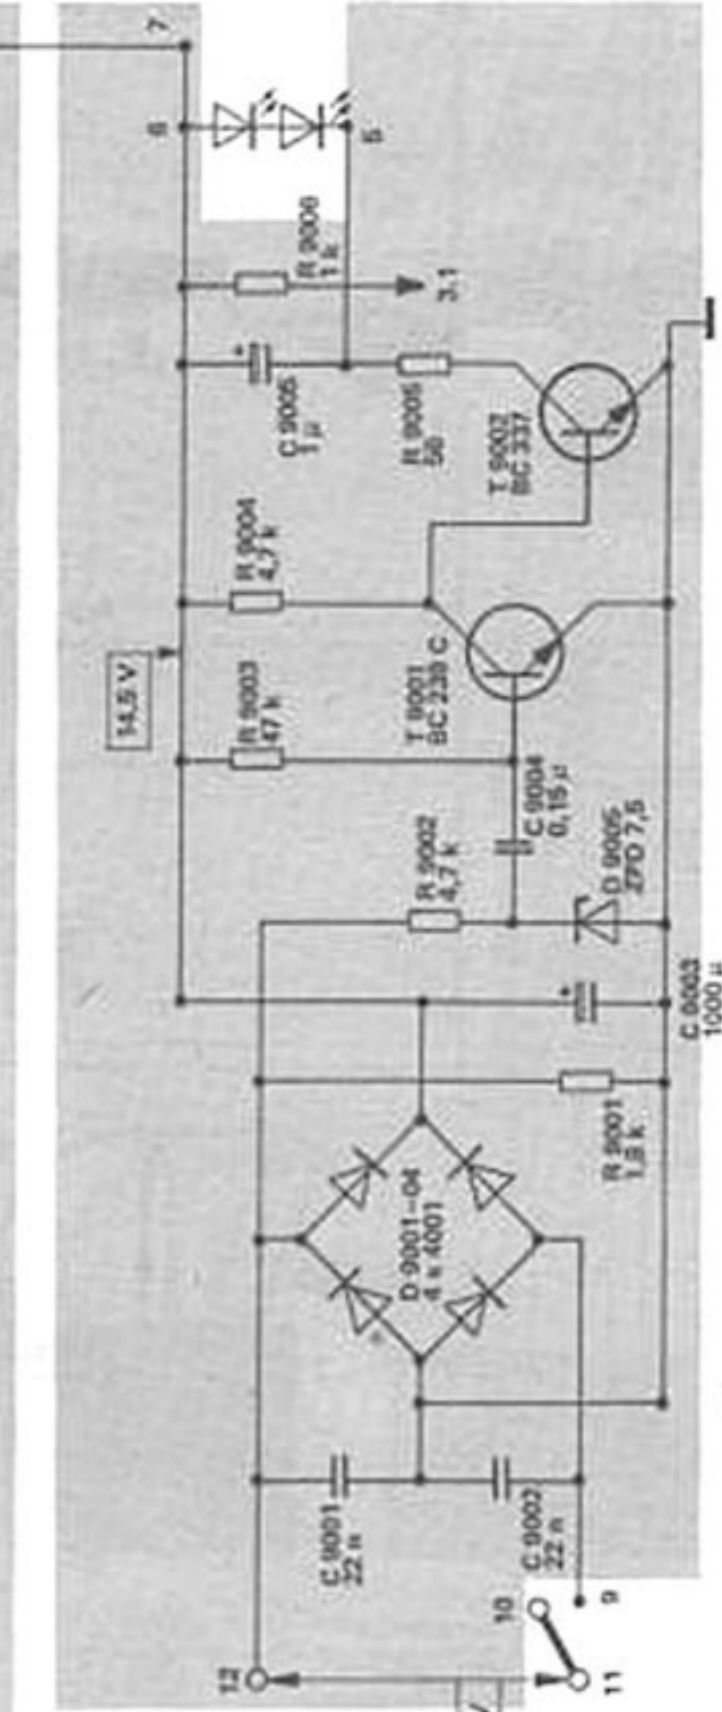 7
6
5
R 9006
1 k
3.1
C 9005
1 µ
R 9005
56
T 9002
BC 337
R 9004
4,7 k
14,5 V
R 9003
47 k
T 9001
BC 239 C
C 9004
0,15 µ
R 9002
4,7 k
D 9005
ZPD 7,5
C 9003
1000 µ
R 9001
1,8 k
D 9001-04
4 x 4001
C 9001
22 n
C 9002
22 n
10
9
12
11